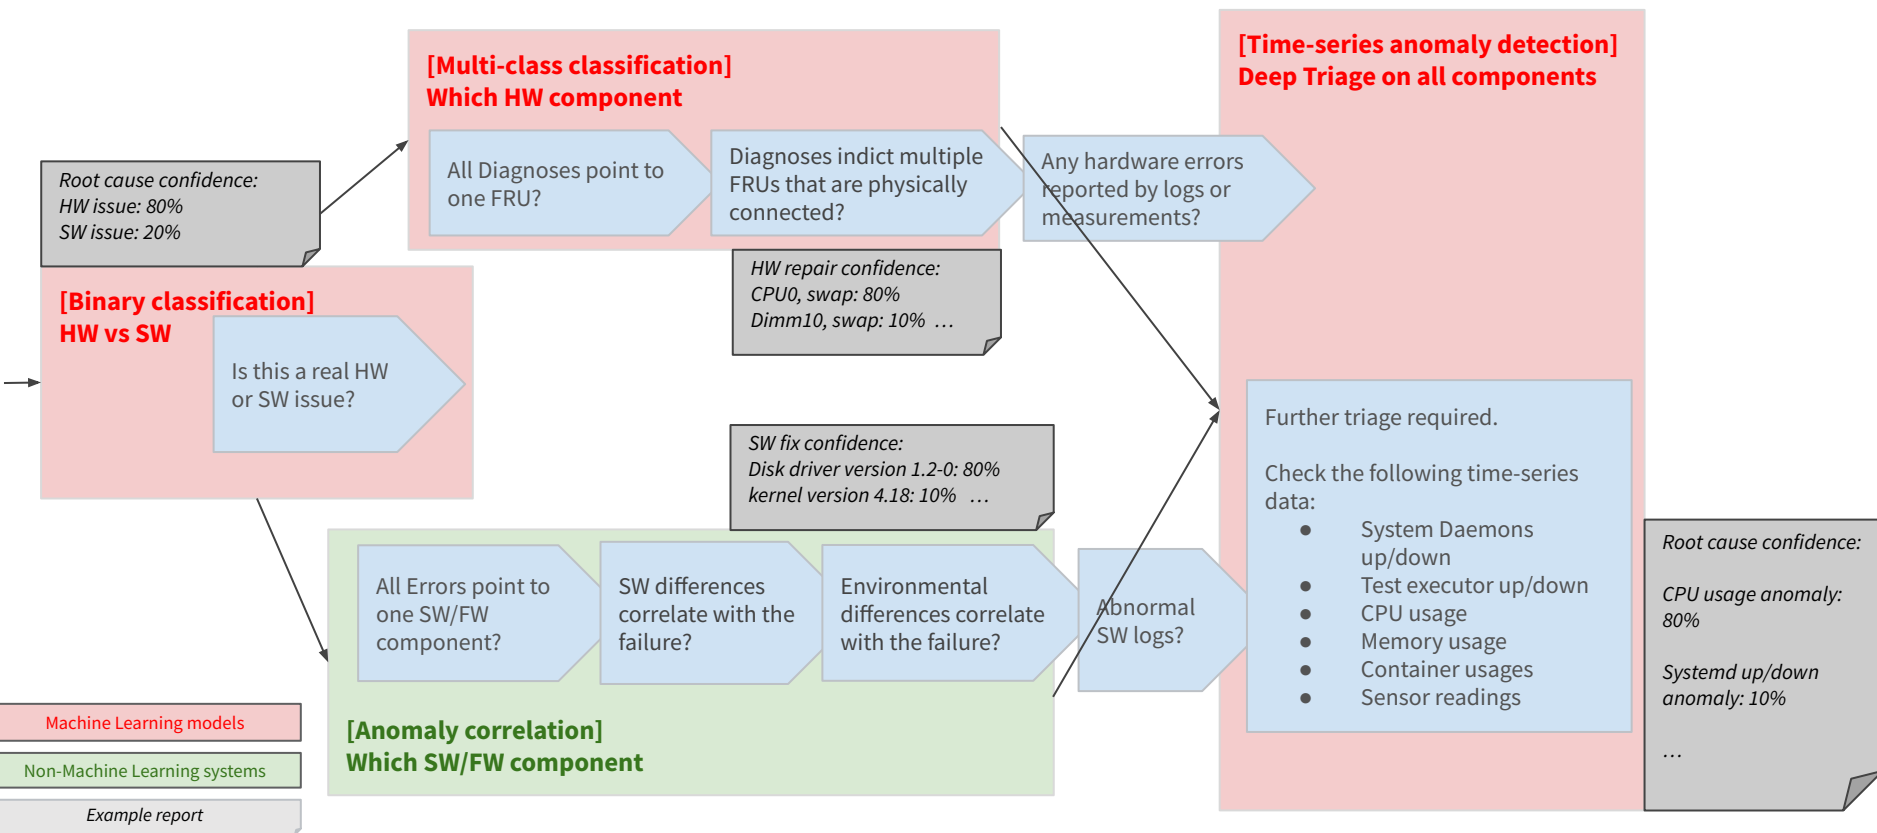 [Multi-class classification]
Which HW component
All Diagnoses point to
one FRU?
Diagnoses indict multiple
FRUs that are physically
connected?
Any hardware errors
reported by logs or
measurements?
[Time-series anomaly detection]
Deep Triage on all components
Root cause confidence:
HW issue: 80%
SW issue: 20%
HW repair confidence:
CPU0, swap: 80%
Dimm10, swap: 10% …
[Binary classification]
HW vs SW
Is this a real HW
or SW issue?
SW fix confidence:
Disk driver version 1.2-0: 80%
kernel version 4.18: 10% …
All Errors point to
one SW/FW
component?
SW differences
correlate with the
failure?
Environmental
differences correlate
with the failure?
Abnormal
SW logs?
[Anomaly correlation]
Which SW/FW component
Further triage required.
Check the following time-series
data:
● System Daemons
up/down
● Test executor up/down
● CPU usage
● Memory usage
● Container usages
● Sensor readings
Root cause confidence:
CPU usage anomaly:
80%
Systemd up/down
anomaly: 10%
…
Machine Learning models
Non-Machine Learning systems
Example report